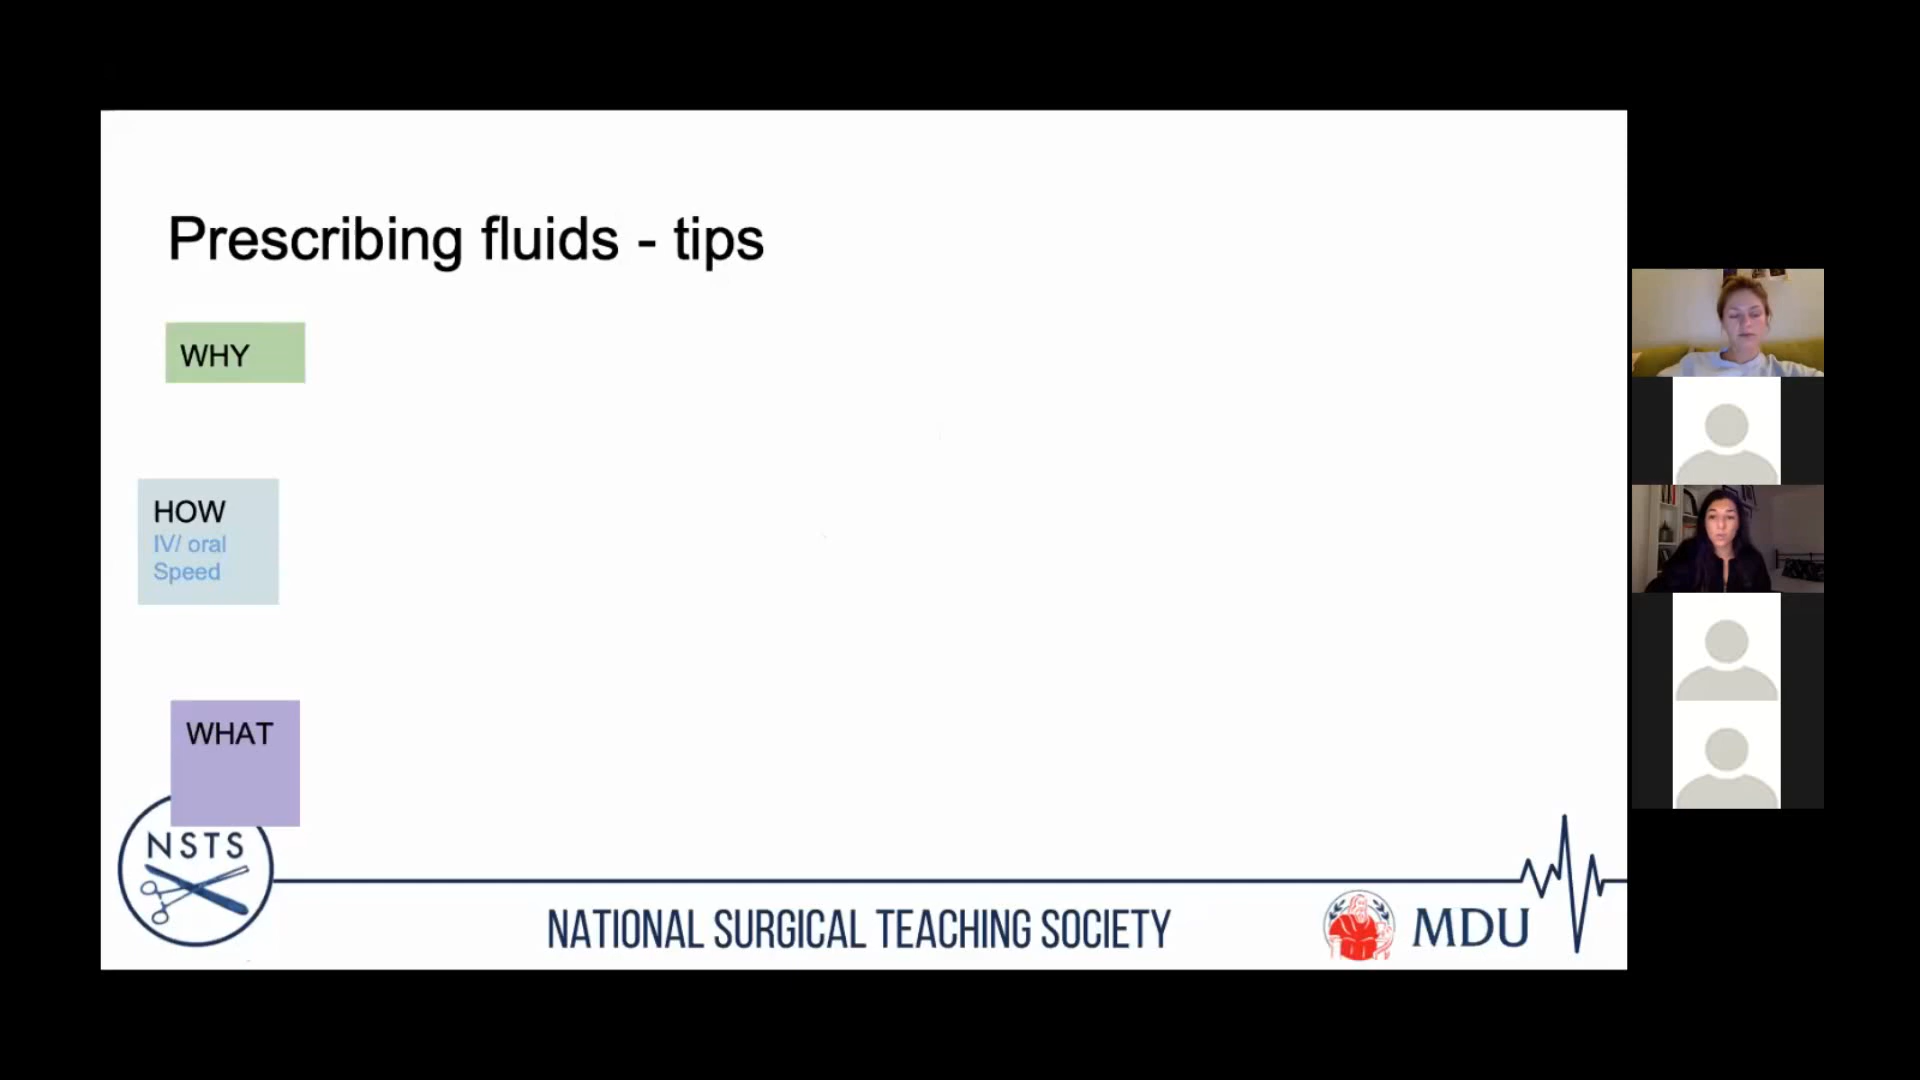 Prescribing fluids - tips
WHY
HOW
IV/ oral
Speed
WHAT
NSTS
NATIONAL SURGICAL TEACHING SOCIETY
MDU